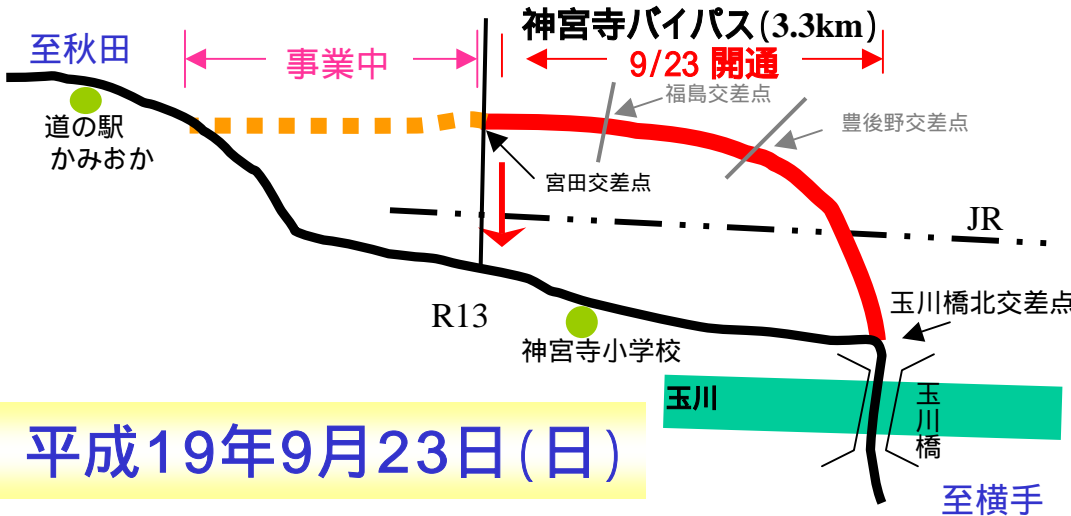 神宮寺バイパス(3.3km)
至秋田
事業中
9/23 開通
福島交差点
道の駅
かみおか
豊後野交差点
宮田交差点
JR
玉川橋北交差点
R13
神宮寺小学校
玉川
玉川橋
平成19年9月23日(日)
至横手